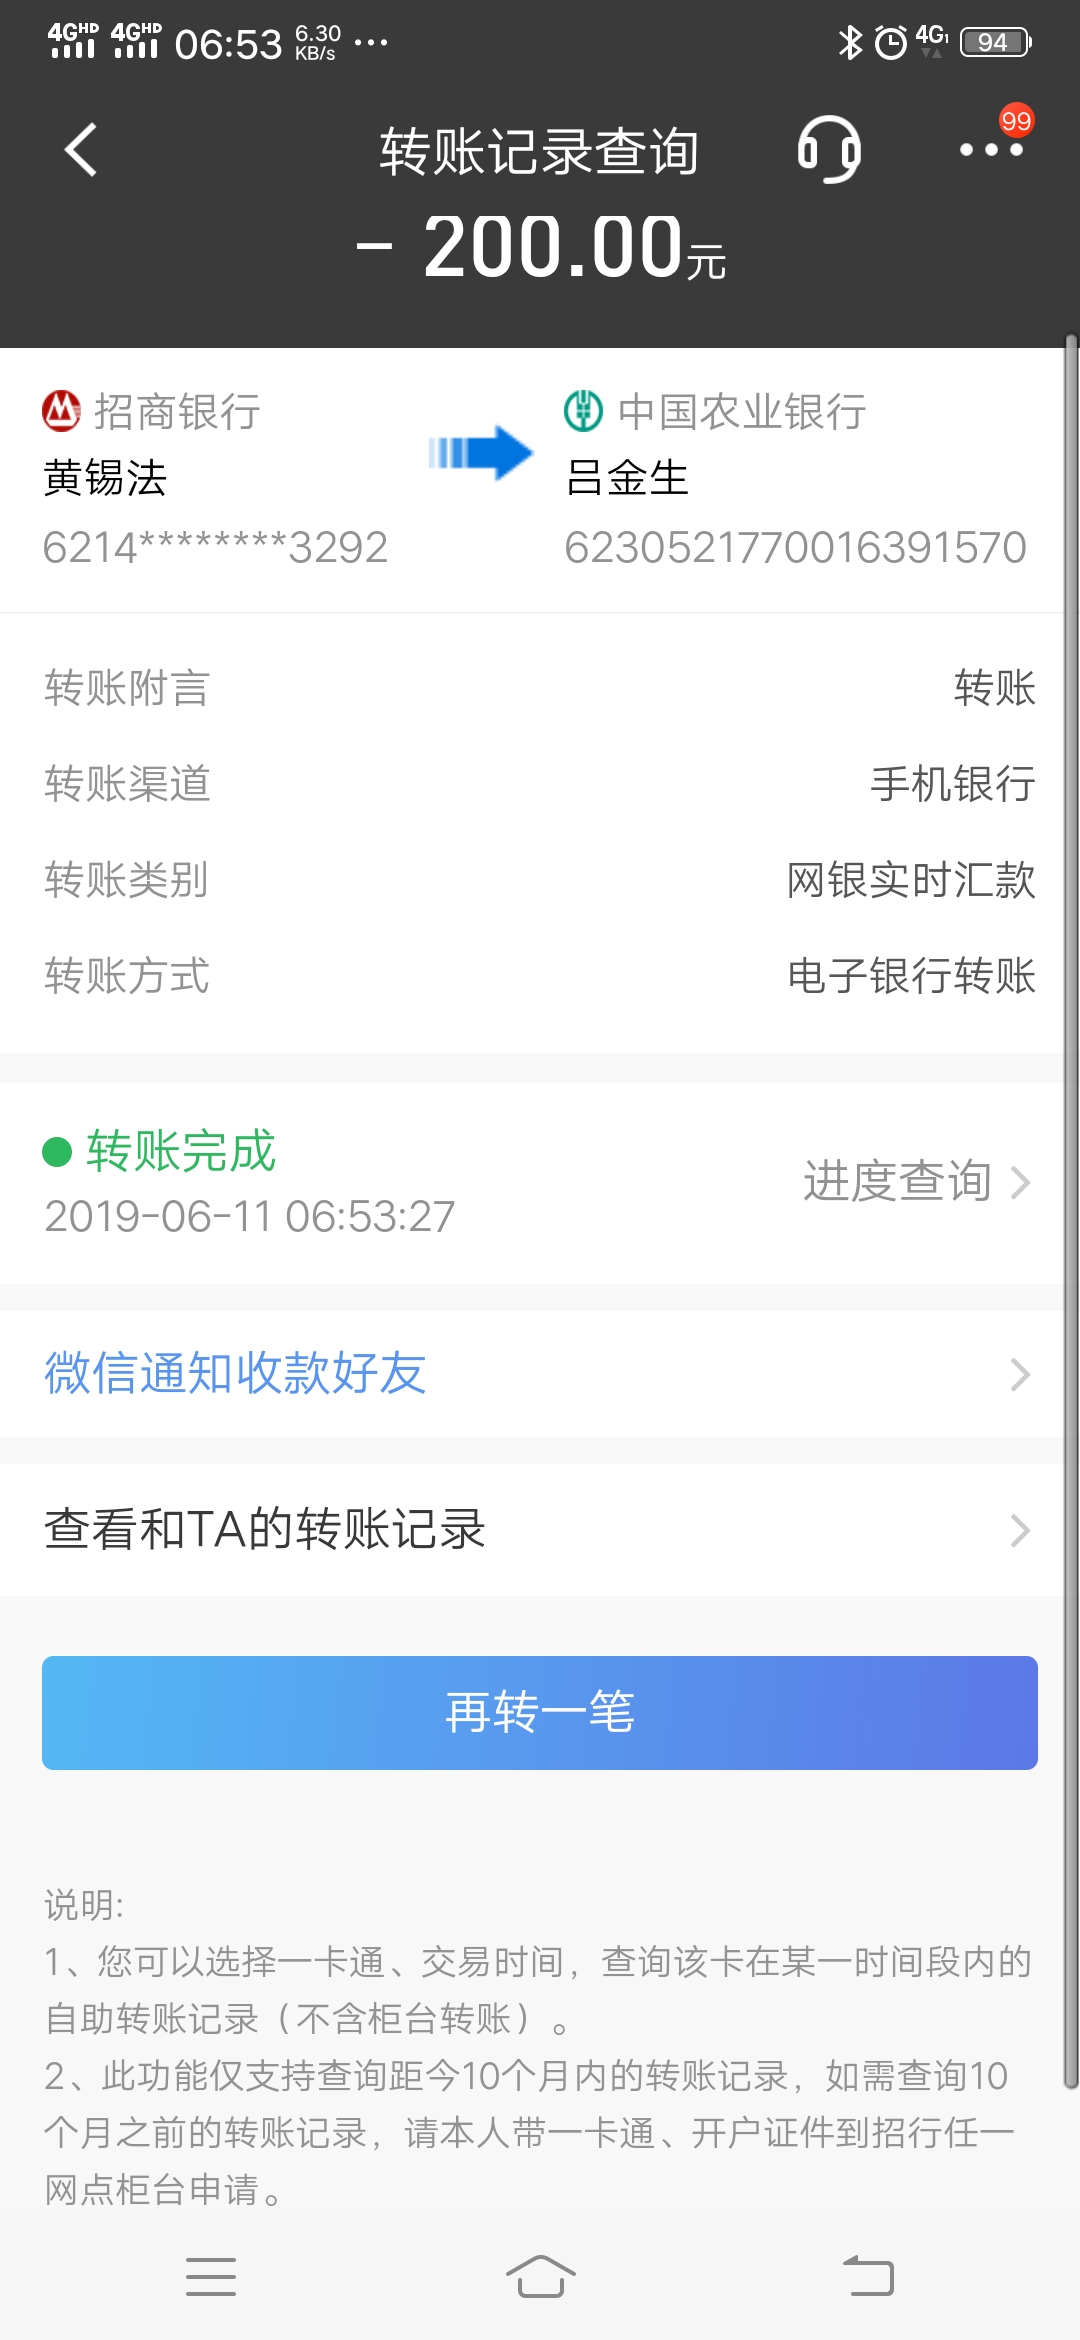 4GHD 4GHD 06:53 6.30 KB/s ... 4G1 94
转账记录查询 99
- 200.00元
招商银行 中国农业银行
黄锡法 吕金生
6214********3292 6230521770016391570
转账附言 转账
转账渠道 手机银行
转账类别 网银实时汇款
转账方式 电子银行转账
转账完成
2019-06-11 06:53:27 进度查询
微信通知收款好友
查看和TA的转账记录
再转一笔
说明:
1、您可以选择一卡通、交易时间，查询该卡在某一时间段内的
自助转账记录（不含柜台转账）。
2、此功能仅支持查询距今10个月内的转账记录，如需查询10
个月之前的转账记录，请本人带一卡通、开户证件到招行任一
网点柜台申请。